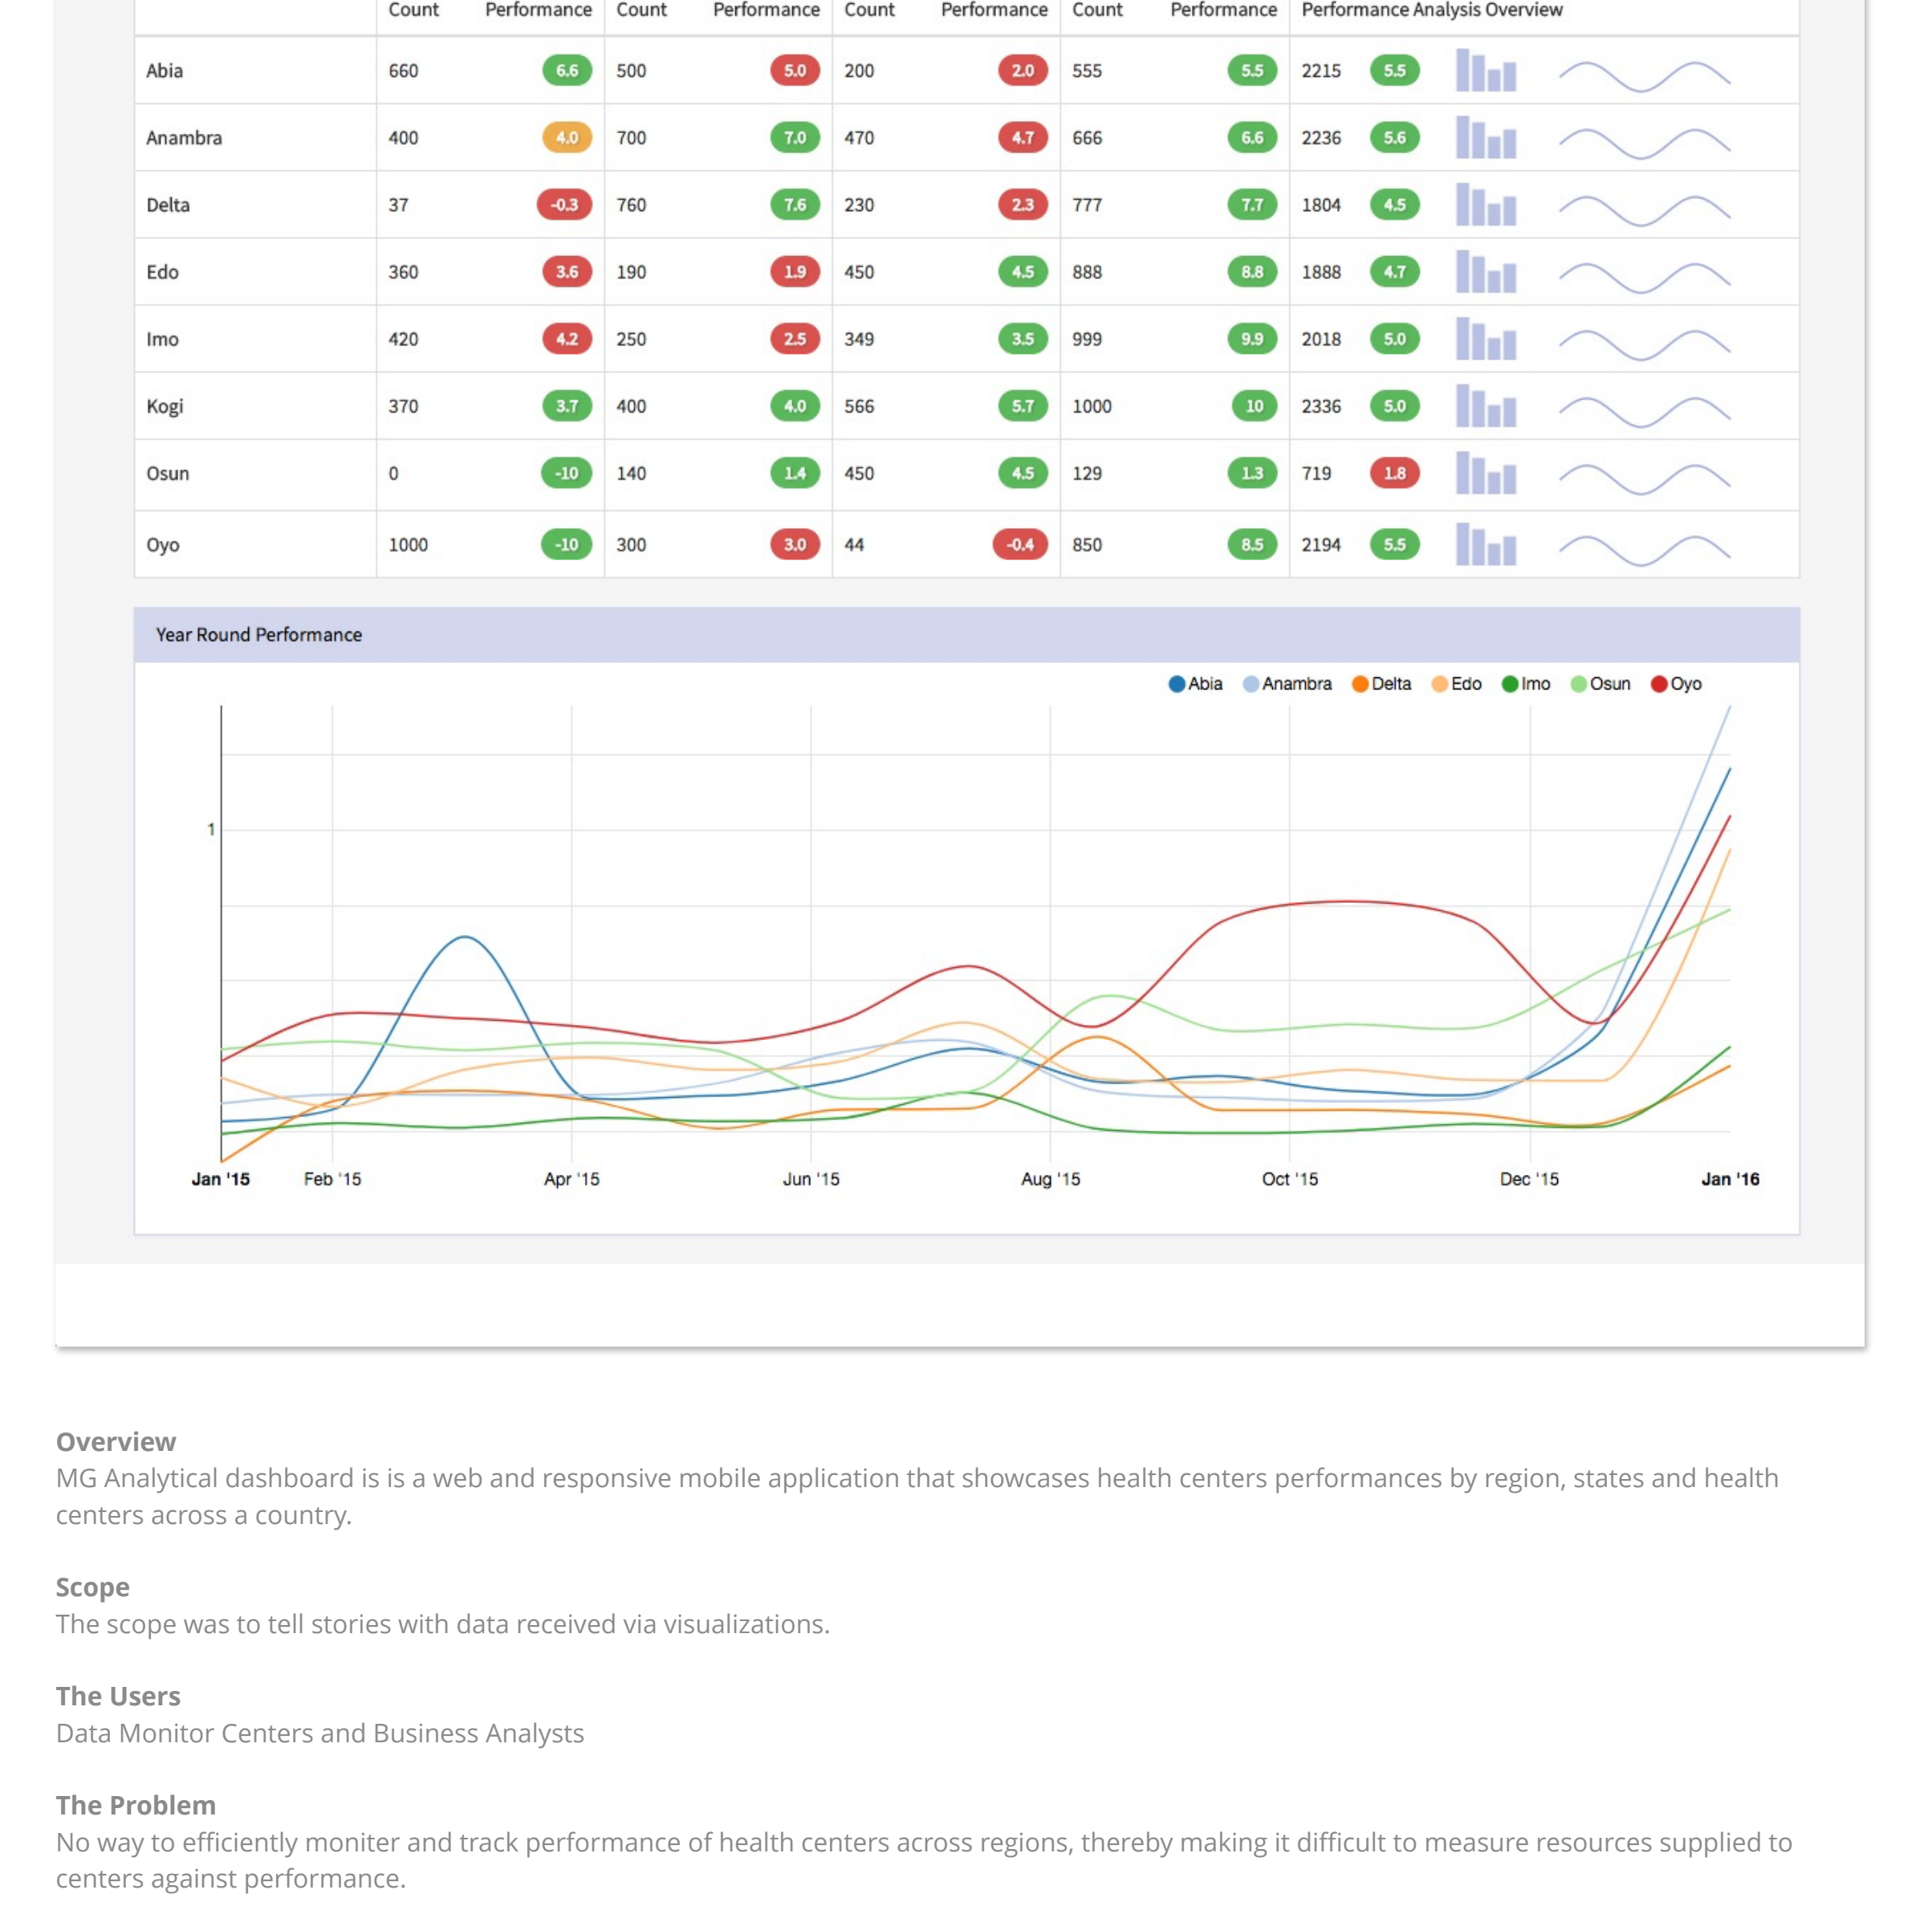 Count Performance Count Performance Count Performance Count Performance Performance Analysis Overview
Abia 660 6.6 500 5.0 200 2.0 555 5.5 2215 5.5
Anambra 400 4.0 700 7.0 470 4.7 666 6.6 2236 5.6
Delta 37 -0.3 760 7.6 230 2.3 777 7.7 1804 4.5
Edo 360 3.6 190 1.9 450 4.5 888 8.8 1888 4.7
Imo 420 4.2 250 2.5 349 3.5 999 9.9 2018 5.0
Kogi 370 3.7 400 4.0 566 5.7 1000 10 2336 5.0
Osun 0 -10 140 1.4 450 4.5 129 1.3 719 1.8
Oyo 1000 -10 300 3.0 44 -0.4 850 8.5 2194 5.5
Year Round Performance
Abia Anambra Delta Edo Imo Osun Oyo
1
Jan '15 Feb '15 Apr '15 Jun '15 Aug '15 Oct '15 Dec '15 Jan '16
Overview
MG Analytical dashboard is is a web and responsive mobile application that showcases health centers performances by region, states and health
centers across a country.
Scope
The scope was to tell stories with data received via visualizations.
The Users
Data Monitor Centers and Business Analysts
The Problem
No way to efficiently moniter and track performance of health centers across regions, thereby making it difficult to measure resources supplied to
centers against performance.